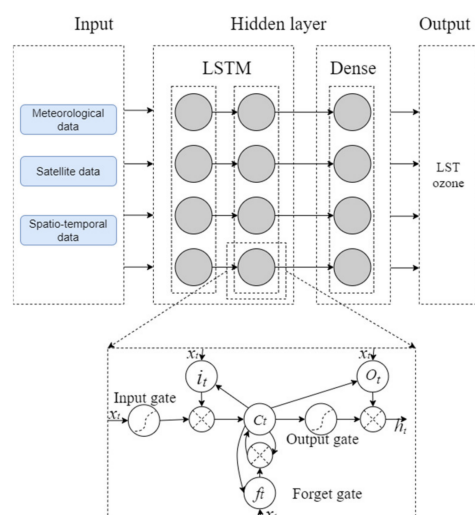 Input
Hidden layer
Output
LSTM
Dense
Meteorological
data
Satellite data
Spatio-temporal
data
LST
ozone
xₜ
xₜ
iₜ
Oₜ
Input gate
xₜ
Cₜ
hₜ
Output gate
fₜ
Forget gate
xₜ